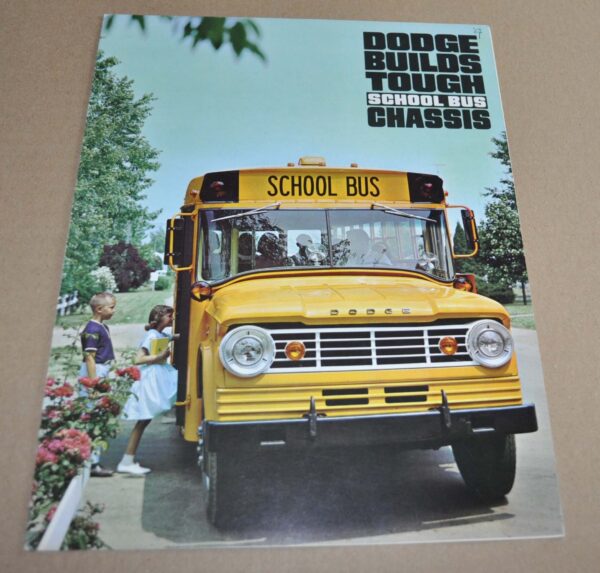 DODGE
BUILDS
TOUGH
SCHOOL BUS
CHASSIS
SCHOOL BUS
DODGE